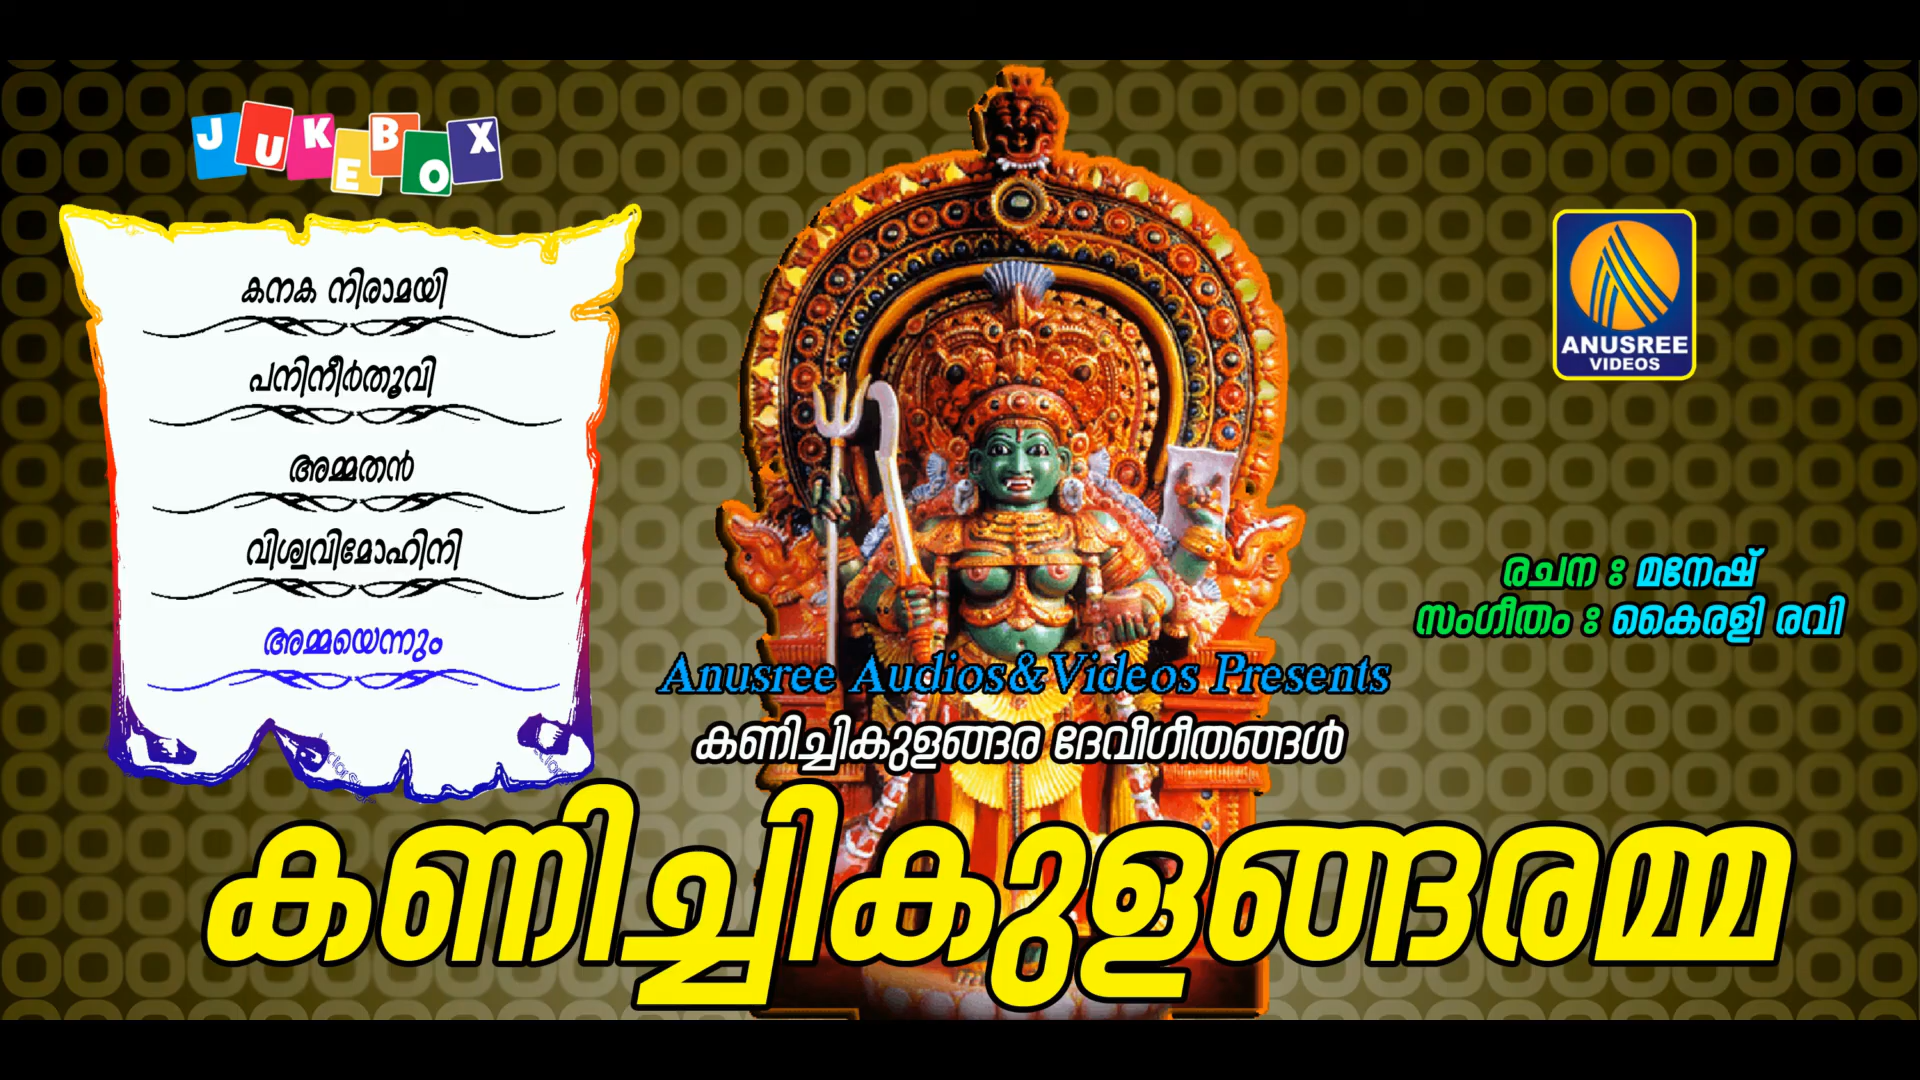 JUKEBOX
കനക നിരാമയി
പനിനീർതൂവി
അമ്മതൻ
വിശ്വവിമോഹിനി
അമ്മയെന്നും
ANUSREE
VIDEOS
രചന : മനേഷ്
സംഗീതം : കൈരളി രവി
Anusree Audios&Videos Presents
കണിച്ചികുളങ്ങര ദേവീഗീതങ്ങൾ
കണിച്ചികുളങ്ങരമ്മ